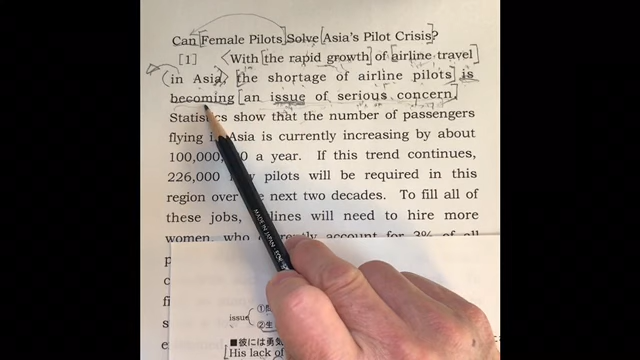 Can Female Pilots Solve Asia's Pilot Crisis?
[1] With the rapid growth of airline travel
in Asia, the shortage of airline pilots is
becoming an issue of serious concern.
Statistics show that the number of passengers
flying in Asia is currently increasing by about
100,000,000 a year. If this trend continues,
226,000 new pilots will be required in this
region over the next two decades. To fill all
of these jobs, airlines will need to hire more
women, who currently account for 3% of all
MADE IN JAPAN
issue
①
②生
■彼には勇気
His lack of